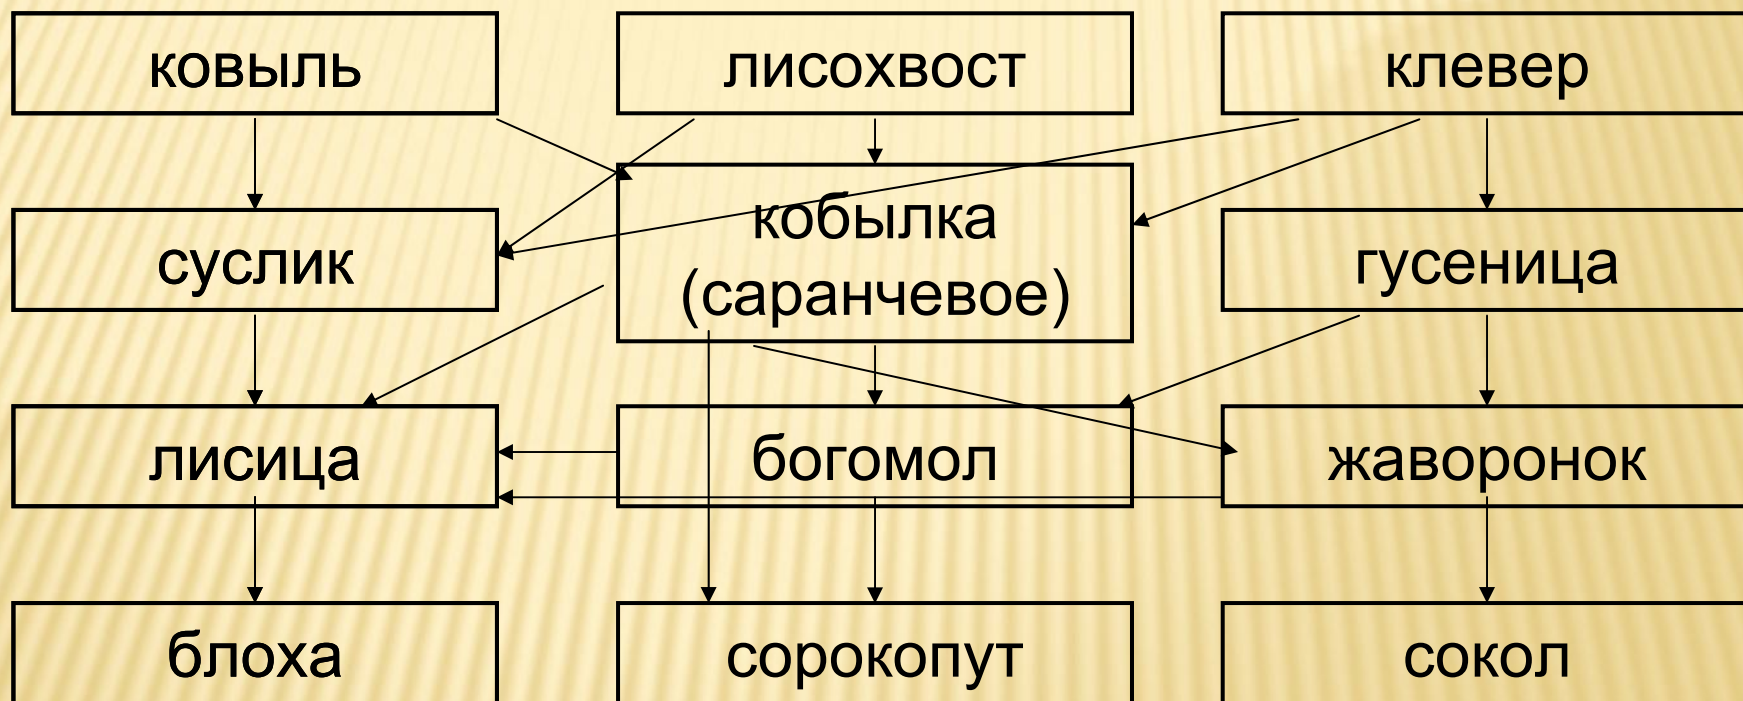 ковыль
лисохвост
клевер
суслик
кобылка
(саранчевое)
гусеница
лисица
богомол
жаворонок
блоха
сорокопут
сокол